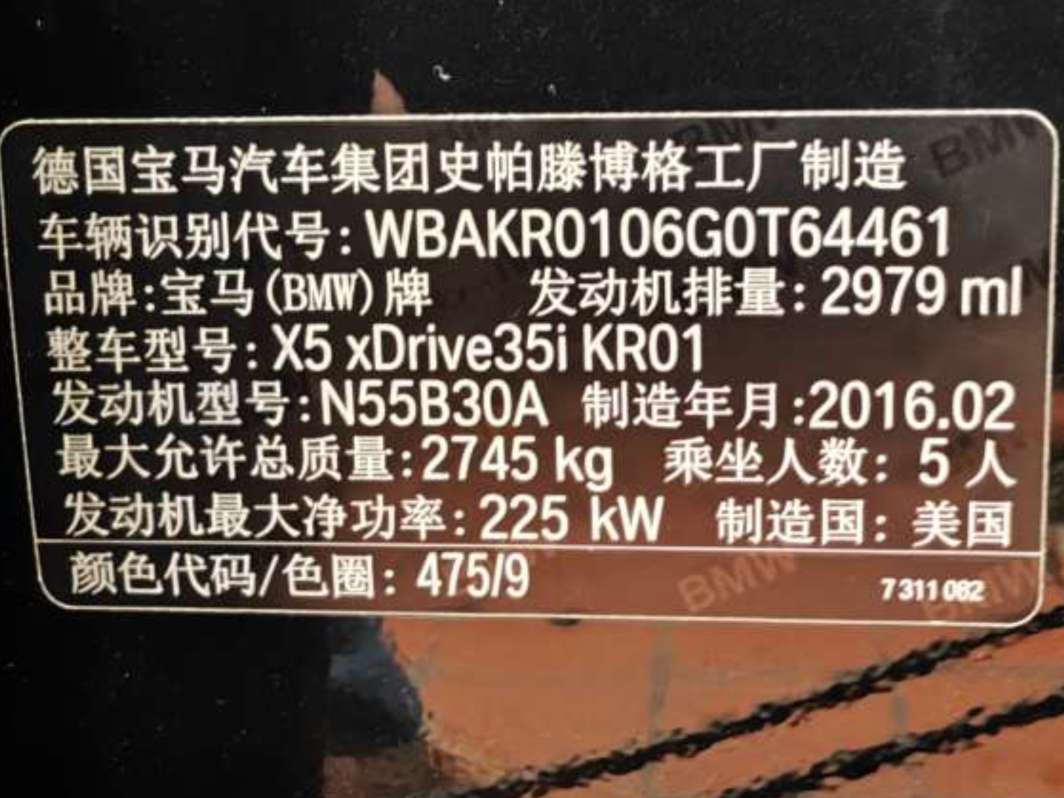 德国宝马汽车集团史帕滕博格工厂制造
车辆识别代号:WBAKR0106G0T64461
品牌:宝马(BMW)牌 发动机排量:2979 ml
整车型号:X5 xDrive35i KR01
发动机型号:N55B30A 制造年月:2016.02
最大允许总质量:2745 kg 乘坐人数:5 人
发动机最大净功率:225 kW 制造国:美国
颜色代码/色圈:475/9 7311082